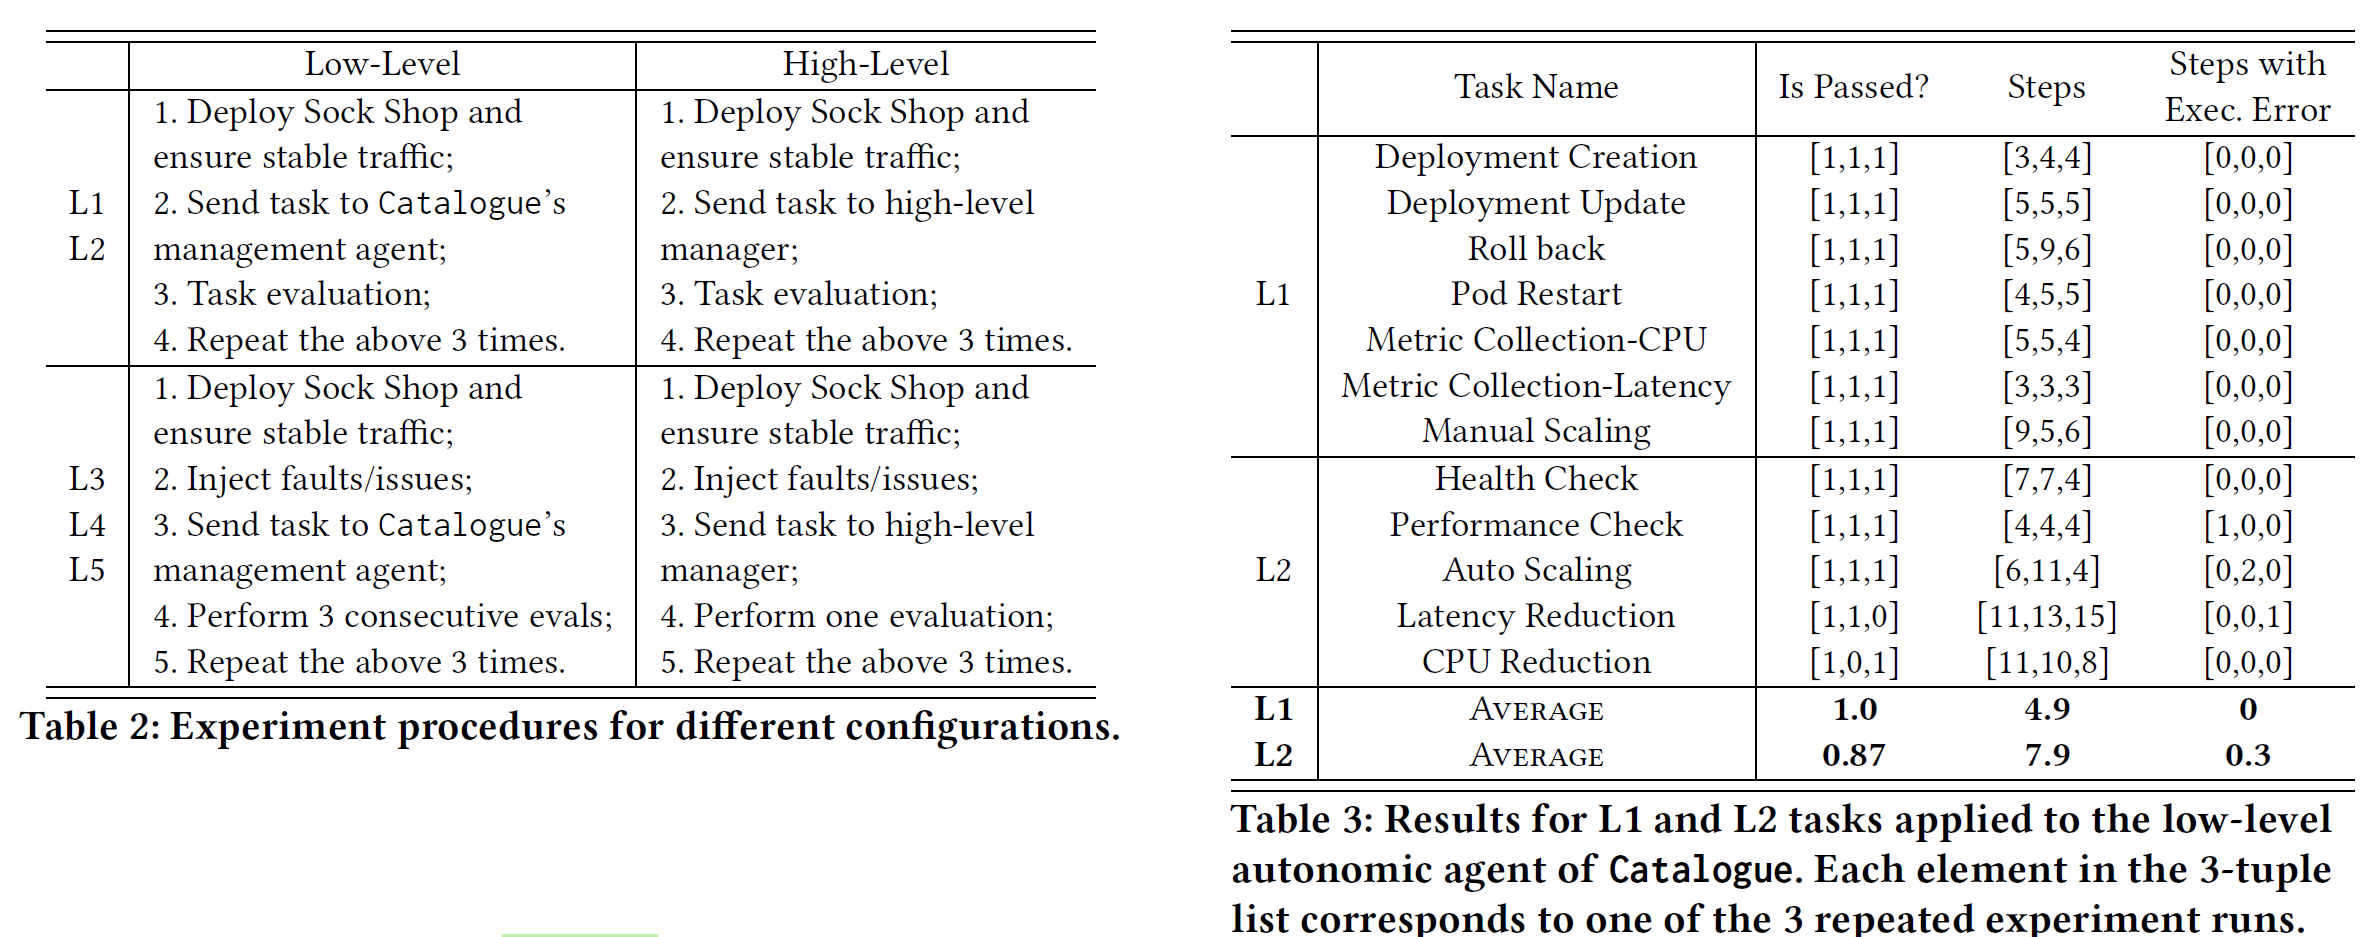 Low-Level High-Level
L1
L2
1. Deploy Sock Shop and
ensure stable traffic;
2. Send task to Catalogue's
management agent;
3. Task evaluation;
4. Repeat the above 3 times.
1. Deploy Sock Shop and
ensure stable traffic;
2. Send task to high-level
manager;
3. Task evaluation;
4. Repeat the above 3 times.
L3
L4
L5
1. Deploy Sock Shop and
ensure stable traffic;
2. Inject faults/issues;
3. Send task to Catalogue's
management agent;
4. Perform 3 consecutive evals;
5. Repeat the above 3 times.
1. Deploy Sock Shop and
ensure stable traffic;
2. Inject faults/issues;
3. Send task to high-level
manager;
4. Perform one evaluation;
5. Repeat the above 3 times.
Table 2: Experiment procedures for different configurations.
Task Name Is Passed? Steps Steps with
Exec. Error
L1
Deployment Creation [1,1,1] [3,4,4] [0,0,0]
Deployment Update [1,1,1] [5,5,5] [0,0,0]
Roll back [1,1,1] [5,9,6] [0,0,0]
Pod Restart [1,1,1] [4,5,5] [0,0,0]
Metric Collection-CPU [1,1,1] [5,5,4] [0,0,0]
Metric Collection-Latency [1,1,1] [3,3,3] [0,0,0]
Manual Scaling [1,1,1] [9,5,6] [0,0,0]
L2
Health Check [1,1,1] [7,7,4] [0,0,0]
Performance Check [1,1,1] [4,4,4] [1,0,0]
Auto Scaling [1,1,1] [6,11,4] [0,2,0]
Latency Reduction [1,1,0] [11,13,15] [0,0,1]
CPU Reduction [1,0,1] [11,10,8] [0,0,0]
L1 Average 1.0 4.9 0
L2 Average 0.87 7.9 0.3
Table 3: Results for L1 and L2 tasks applied to the low-level
autonomic agent of Catalogue. Each element in the 3-tuple
list corresponds to one of the 3 repeated experiment runs.